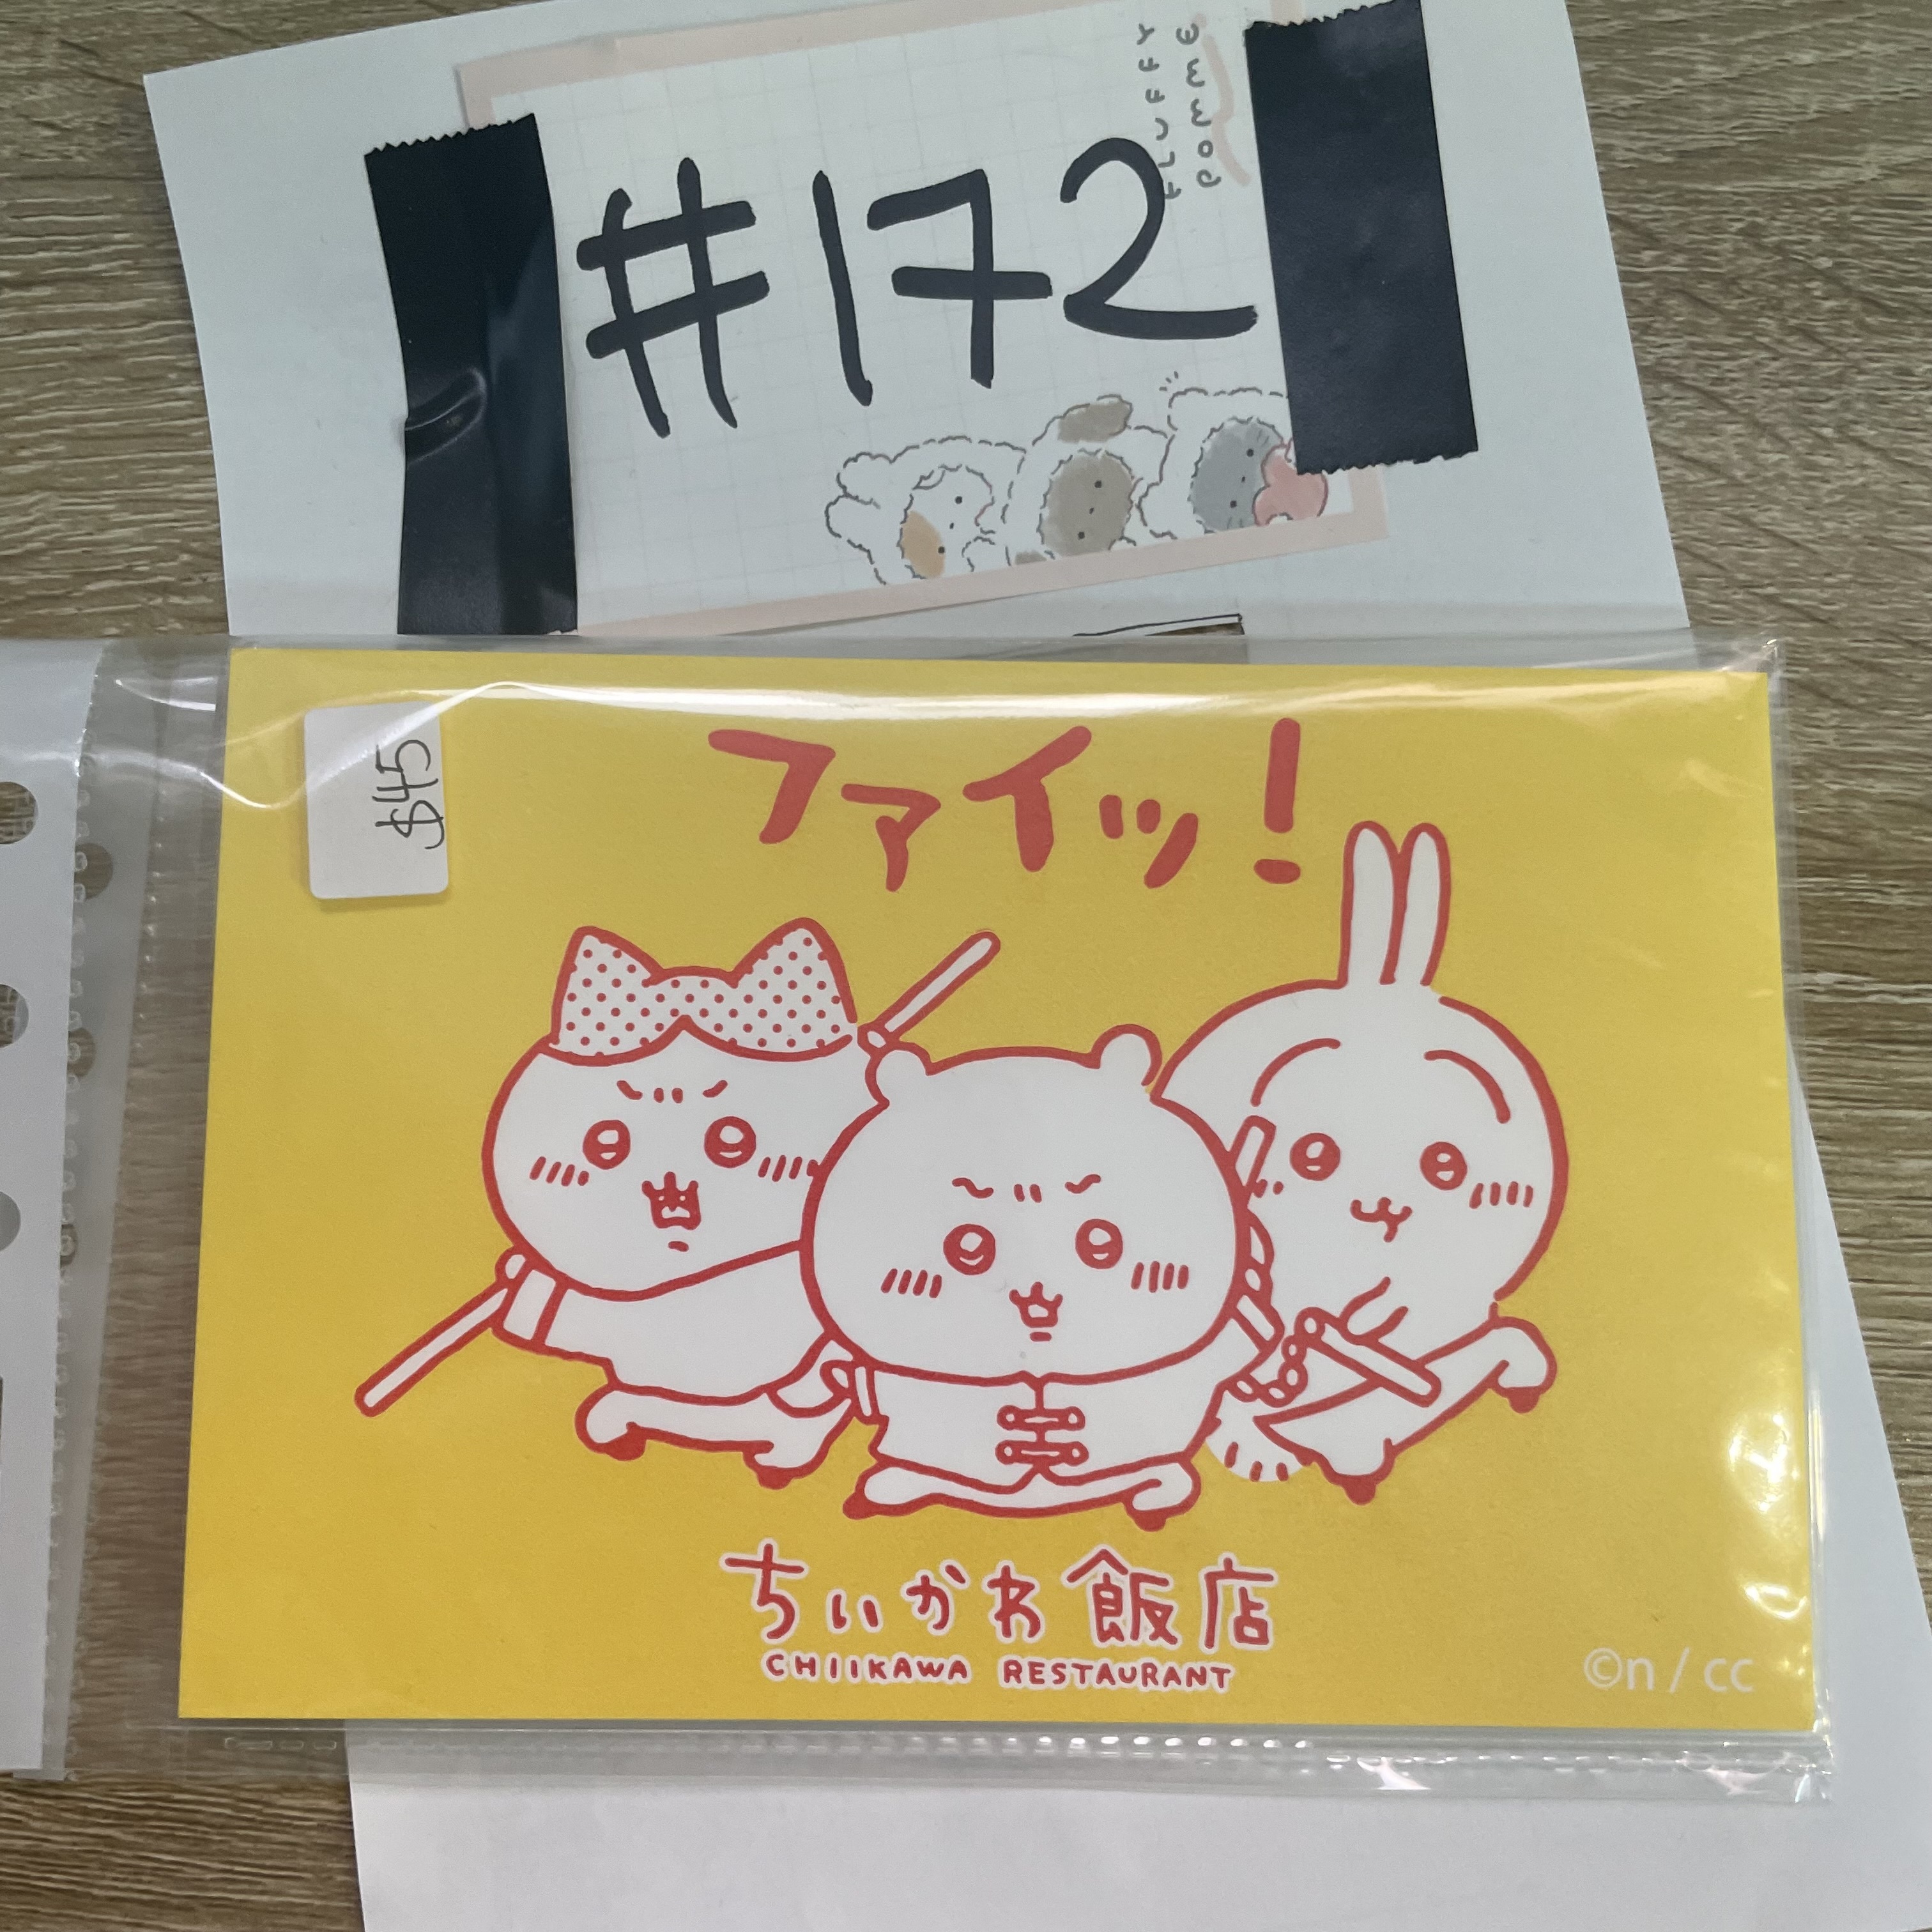 FLUFFY
pomme
#172
$45
ファイッ!
ちいかわ飯店
CHIIKAWA RESTAURANT
©n / cc